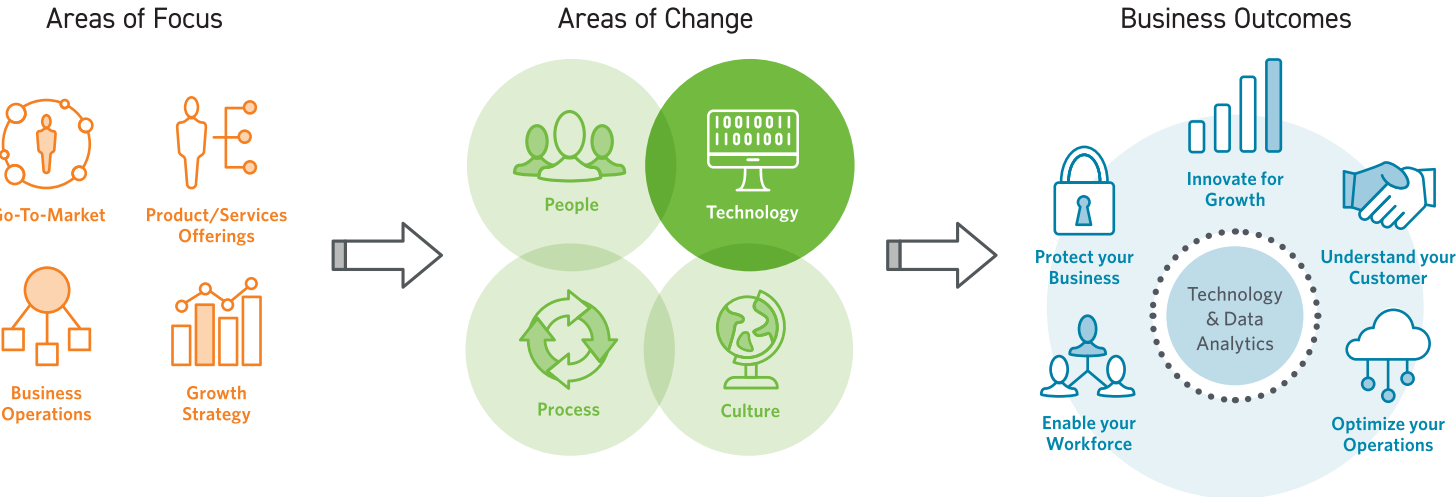 Areas of Focus
Go-To-Market
Product/Services
Offerings
Business
Operations
Growth
Strategy
Areas of Change
People
10010011
11001001
Technology
Process
Culture
Business Outcomes
Innovate for
Growth
Protect your
Business
Understand your
Customer
Technology
& Data
Analytics
Enable your
Workforce
Optimize your
Operations